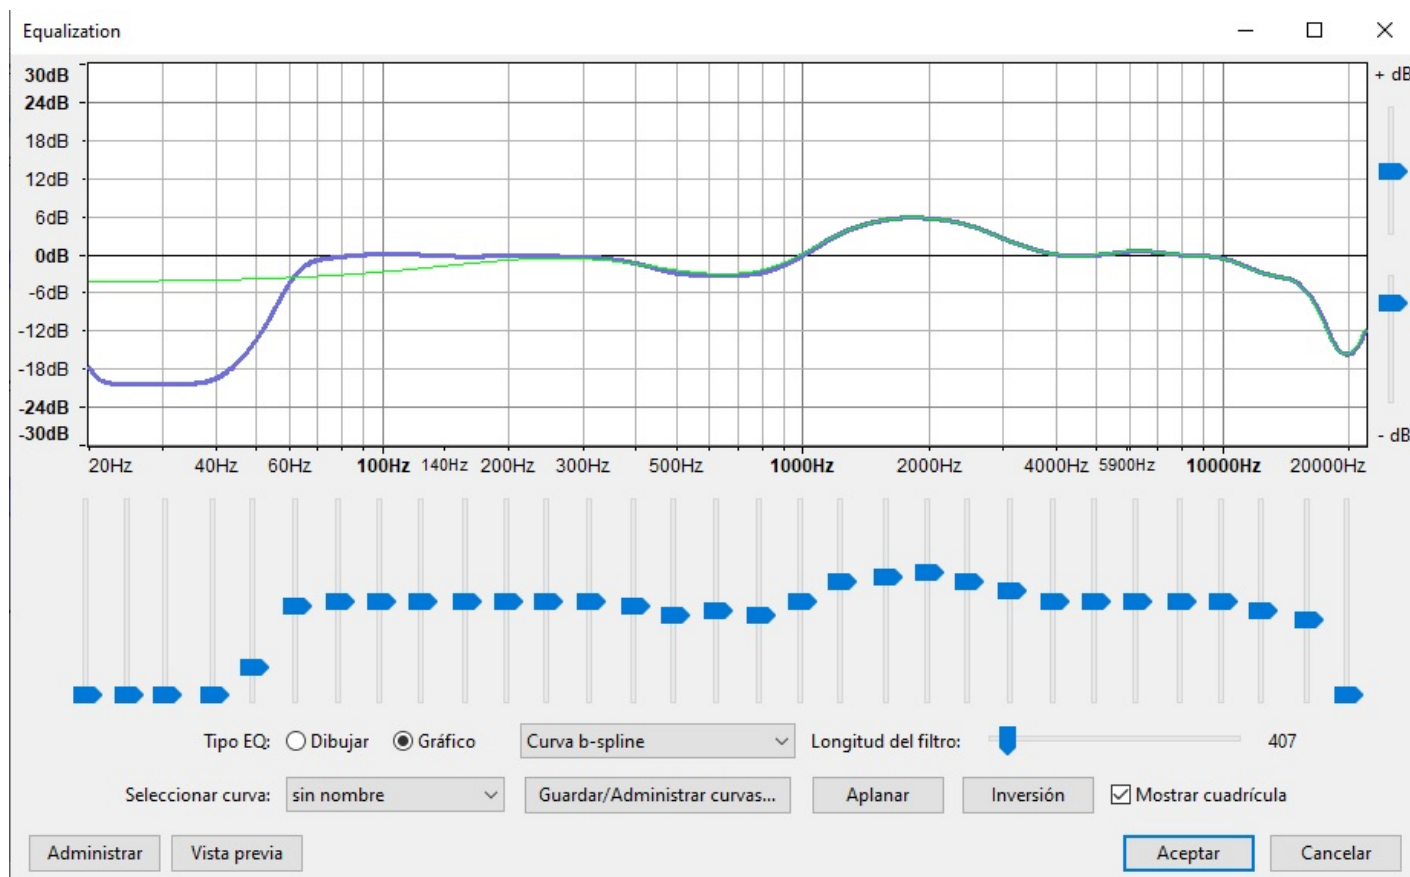 Equalization
30dB
+ dB
24dB
18dB
12dB
6dB
0dB
-6dB
-12dB
-18dB
-24dB
-30dB
- dB
20Hz 40Hz 60Hz 100Hz 140Hz 200Hz 300Hz 500Hz 1000Hz 2000Hz 4000Hz 5900Hz 10000Hz 20000Hz
Tipo EQ: Dibujar Gráfico Curva b-spline Longitud del filtro: 407
Seleccionar curva: sin nombre Guardar/Administrar curvas... Aplanar Inversión Mostrar cuadrícula
Administrar Vista previa Aceptar Cancelar